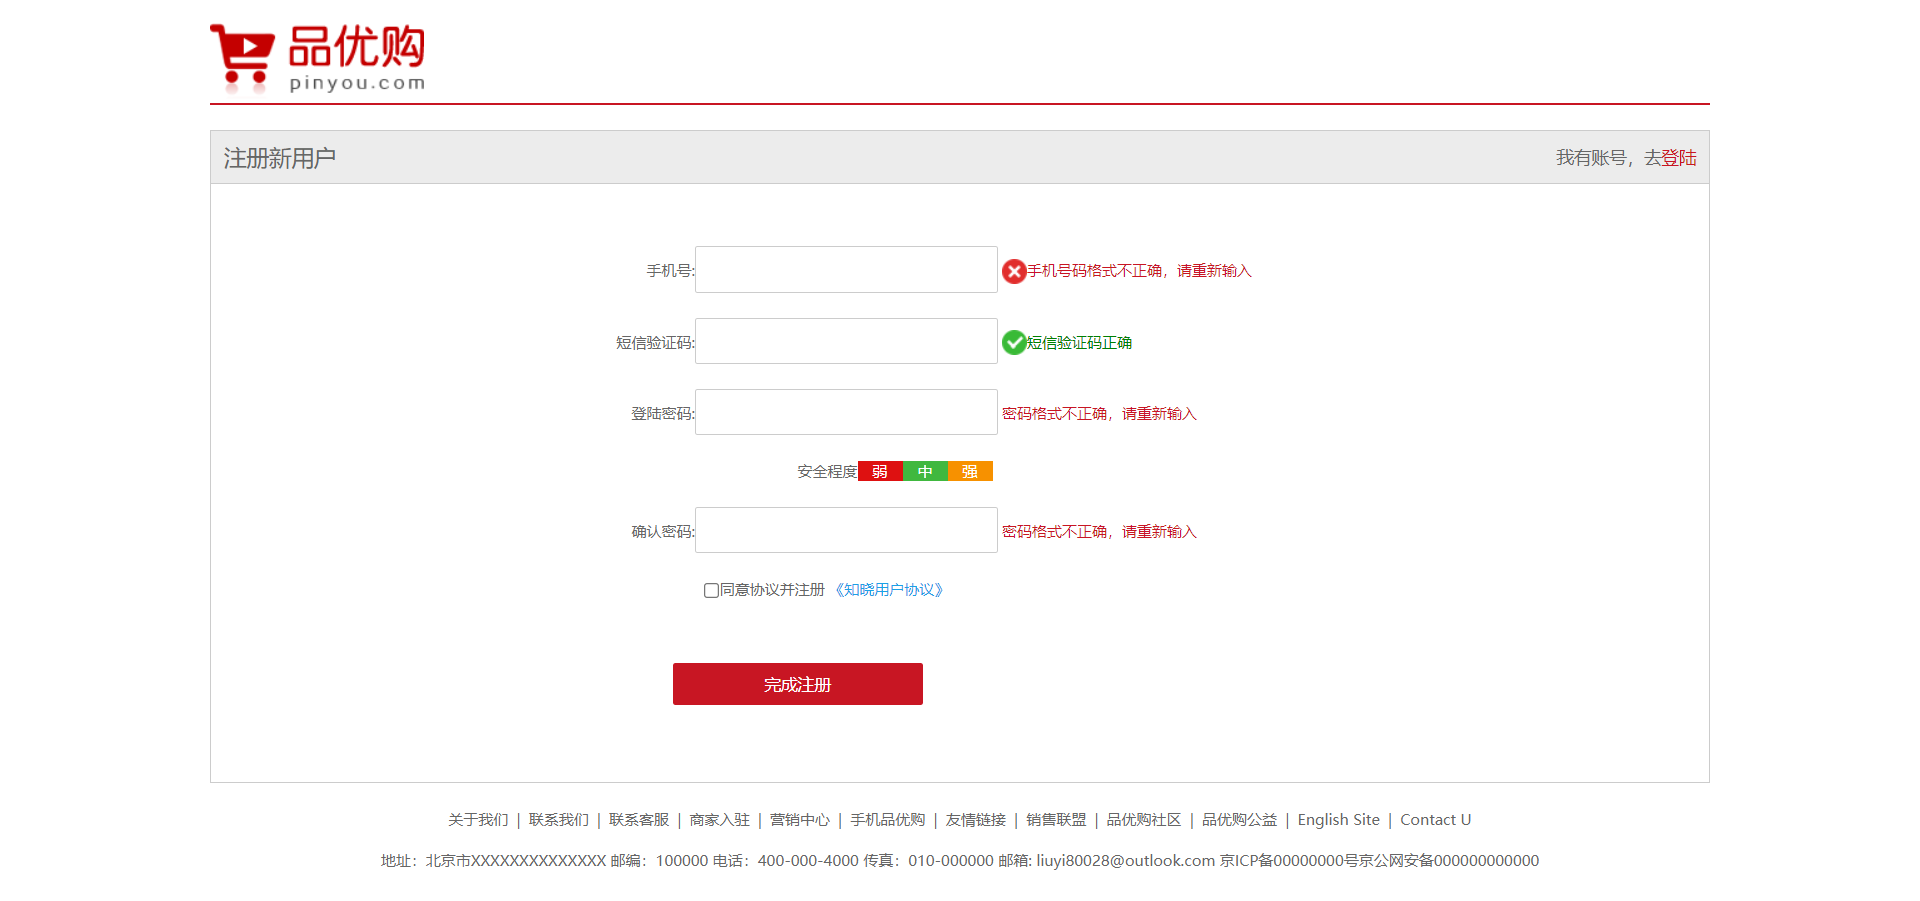 品优购
pinyou.com
注册新用户 我有账号，去登陆
手机号: 手机号码格式不正确，请重新输入
短信验证码: 短信验证码正确
登陆密码: 密码格式不正确，请重新输入
安全程度 弱 中 强
确认密码: 密码格式不正确，请重新输入
同意协议并注册 《知晓用户协议》
完成注册
关于我们 | 联系我们 | 联系客服 | 商家入驻 | 营销中心 | 手机品优购 | 友情链接 | 销售联盟 | 品优购社区 | 品优购公益 | English Site | Contact U
地址：北京市XXXXXXXXXXXXXX 邮编：100000 电话：400-000-4000 传真：010-000000 邮箱: liuyi80028@outlook.com 京ICP备00000000号京公网安备000000000000